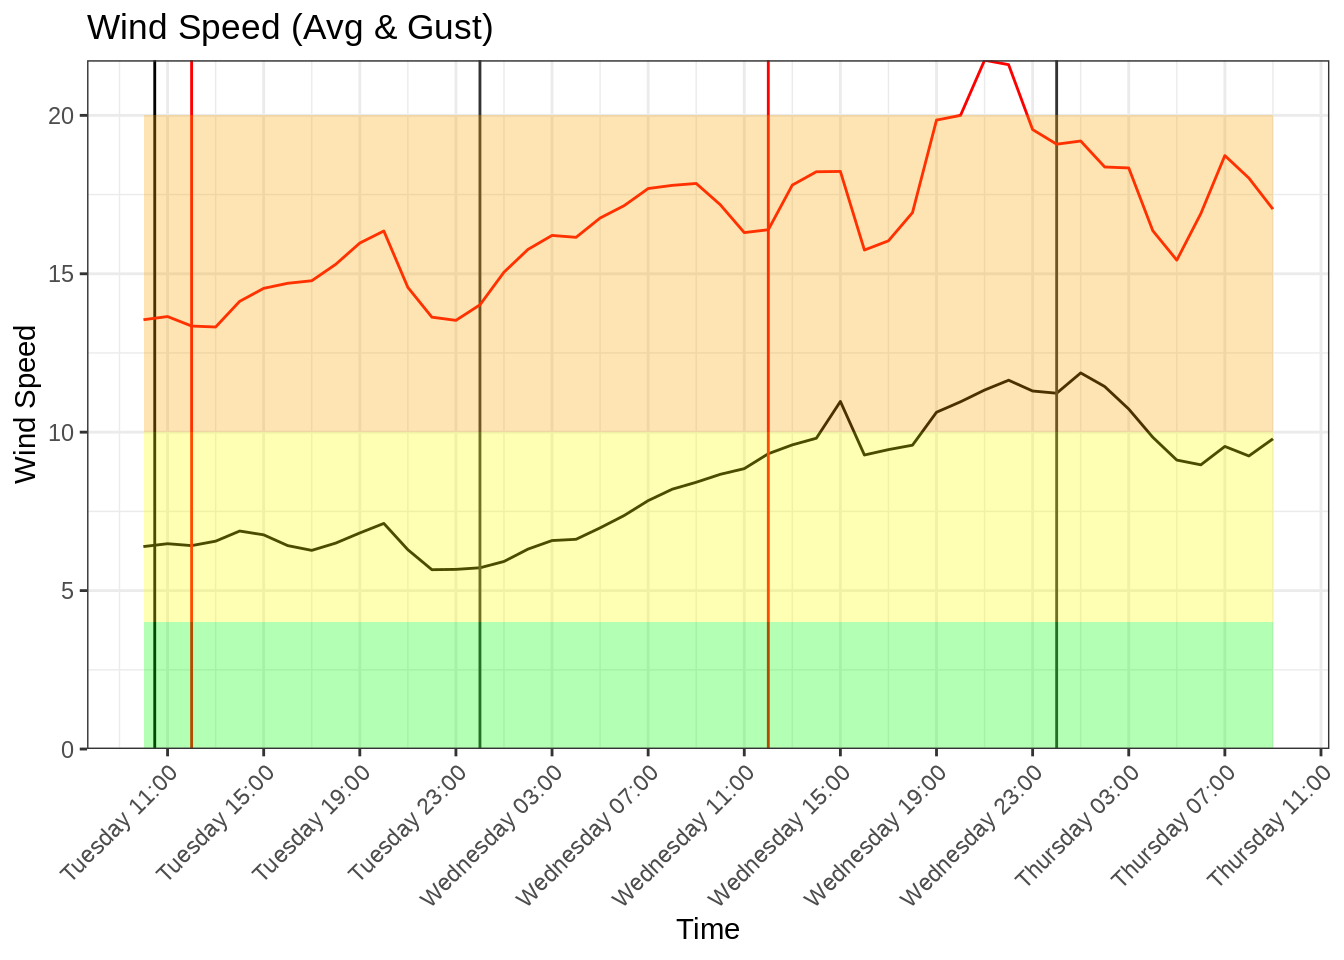 Wind Speed (Avg & Gust)
Wind Speed
20
15
10
5
0
Tuesday 11:00
Tuesday 15:00
Tuesday 19:00
Tuesday 23:00
Wednesday 03:00
Wednesday 07:00
Wednesday 11:00
Wednesday 15:00
Wednesday 19:00
Wednesday 23:00
Thursday 03:00
Thursday 07:00
Thursday 11:00
Time